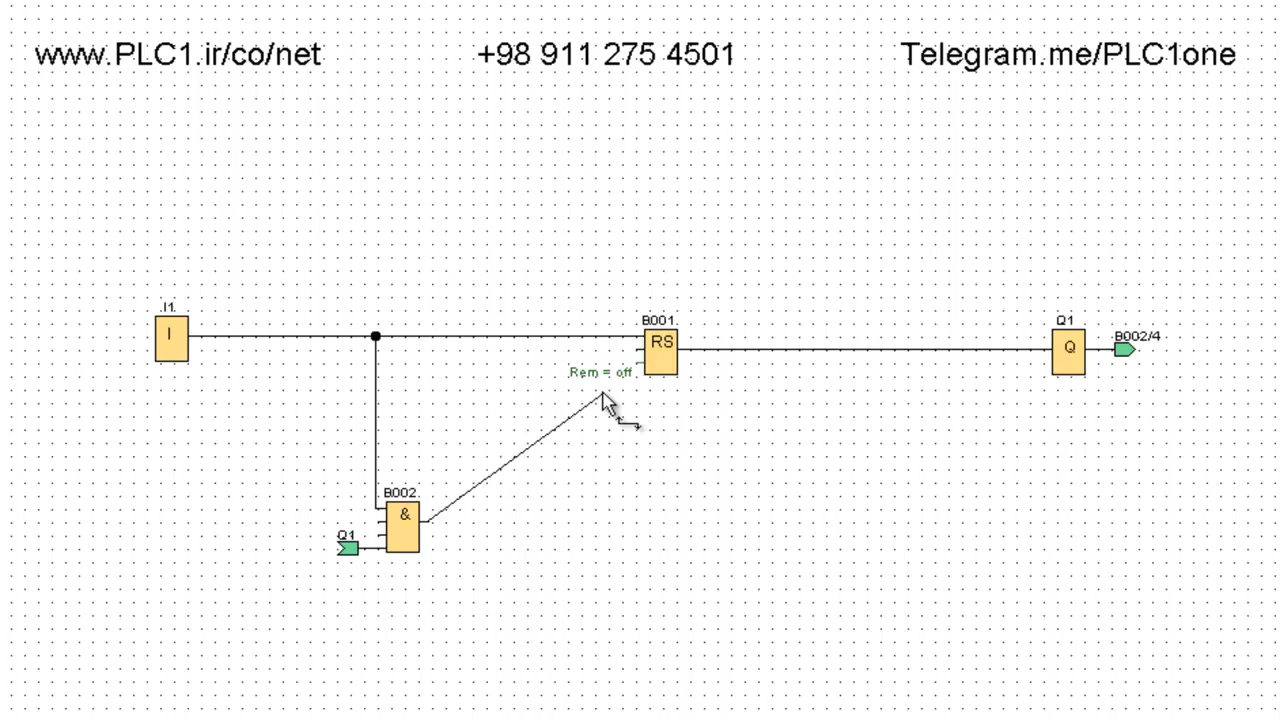 www.PLC1.ir/co/net +98 911 275 4501 Telegram.me/PLC1one
I1
I
B001
RS
Rem = off
Q1
Q
B002/4
B002
&
Q1